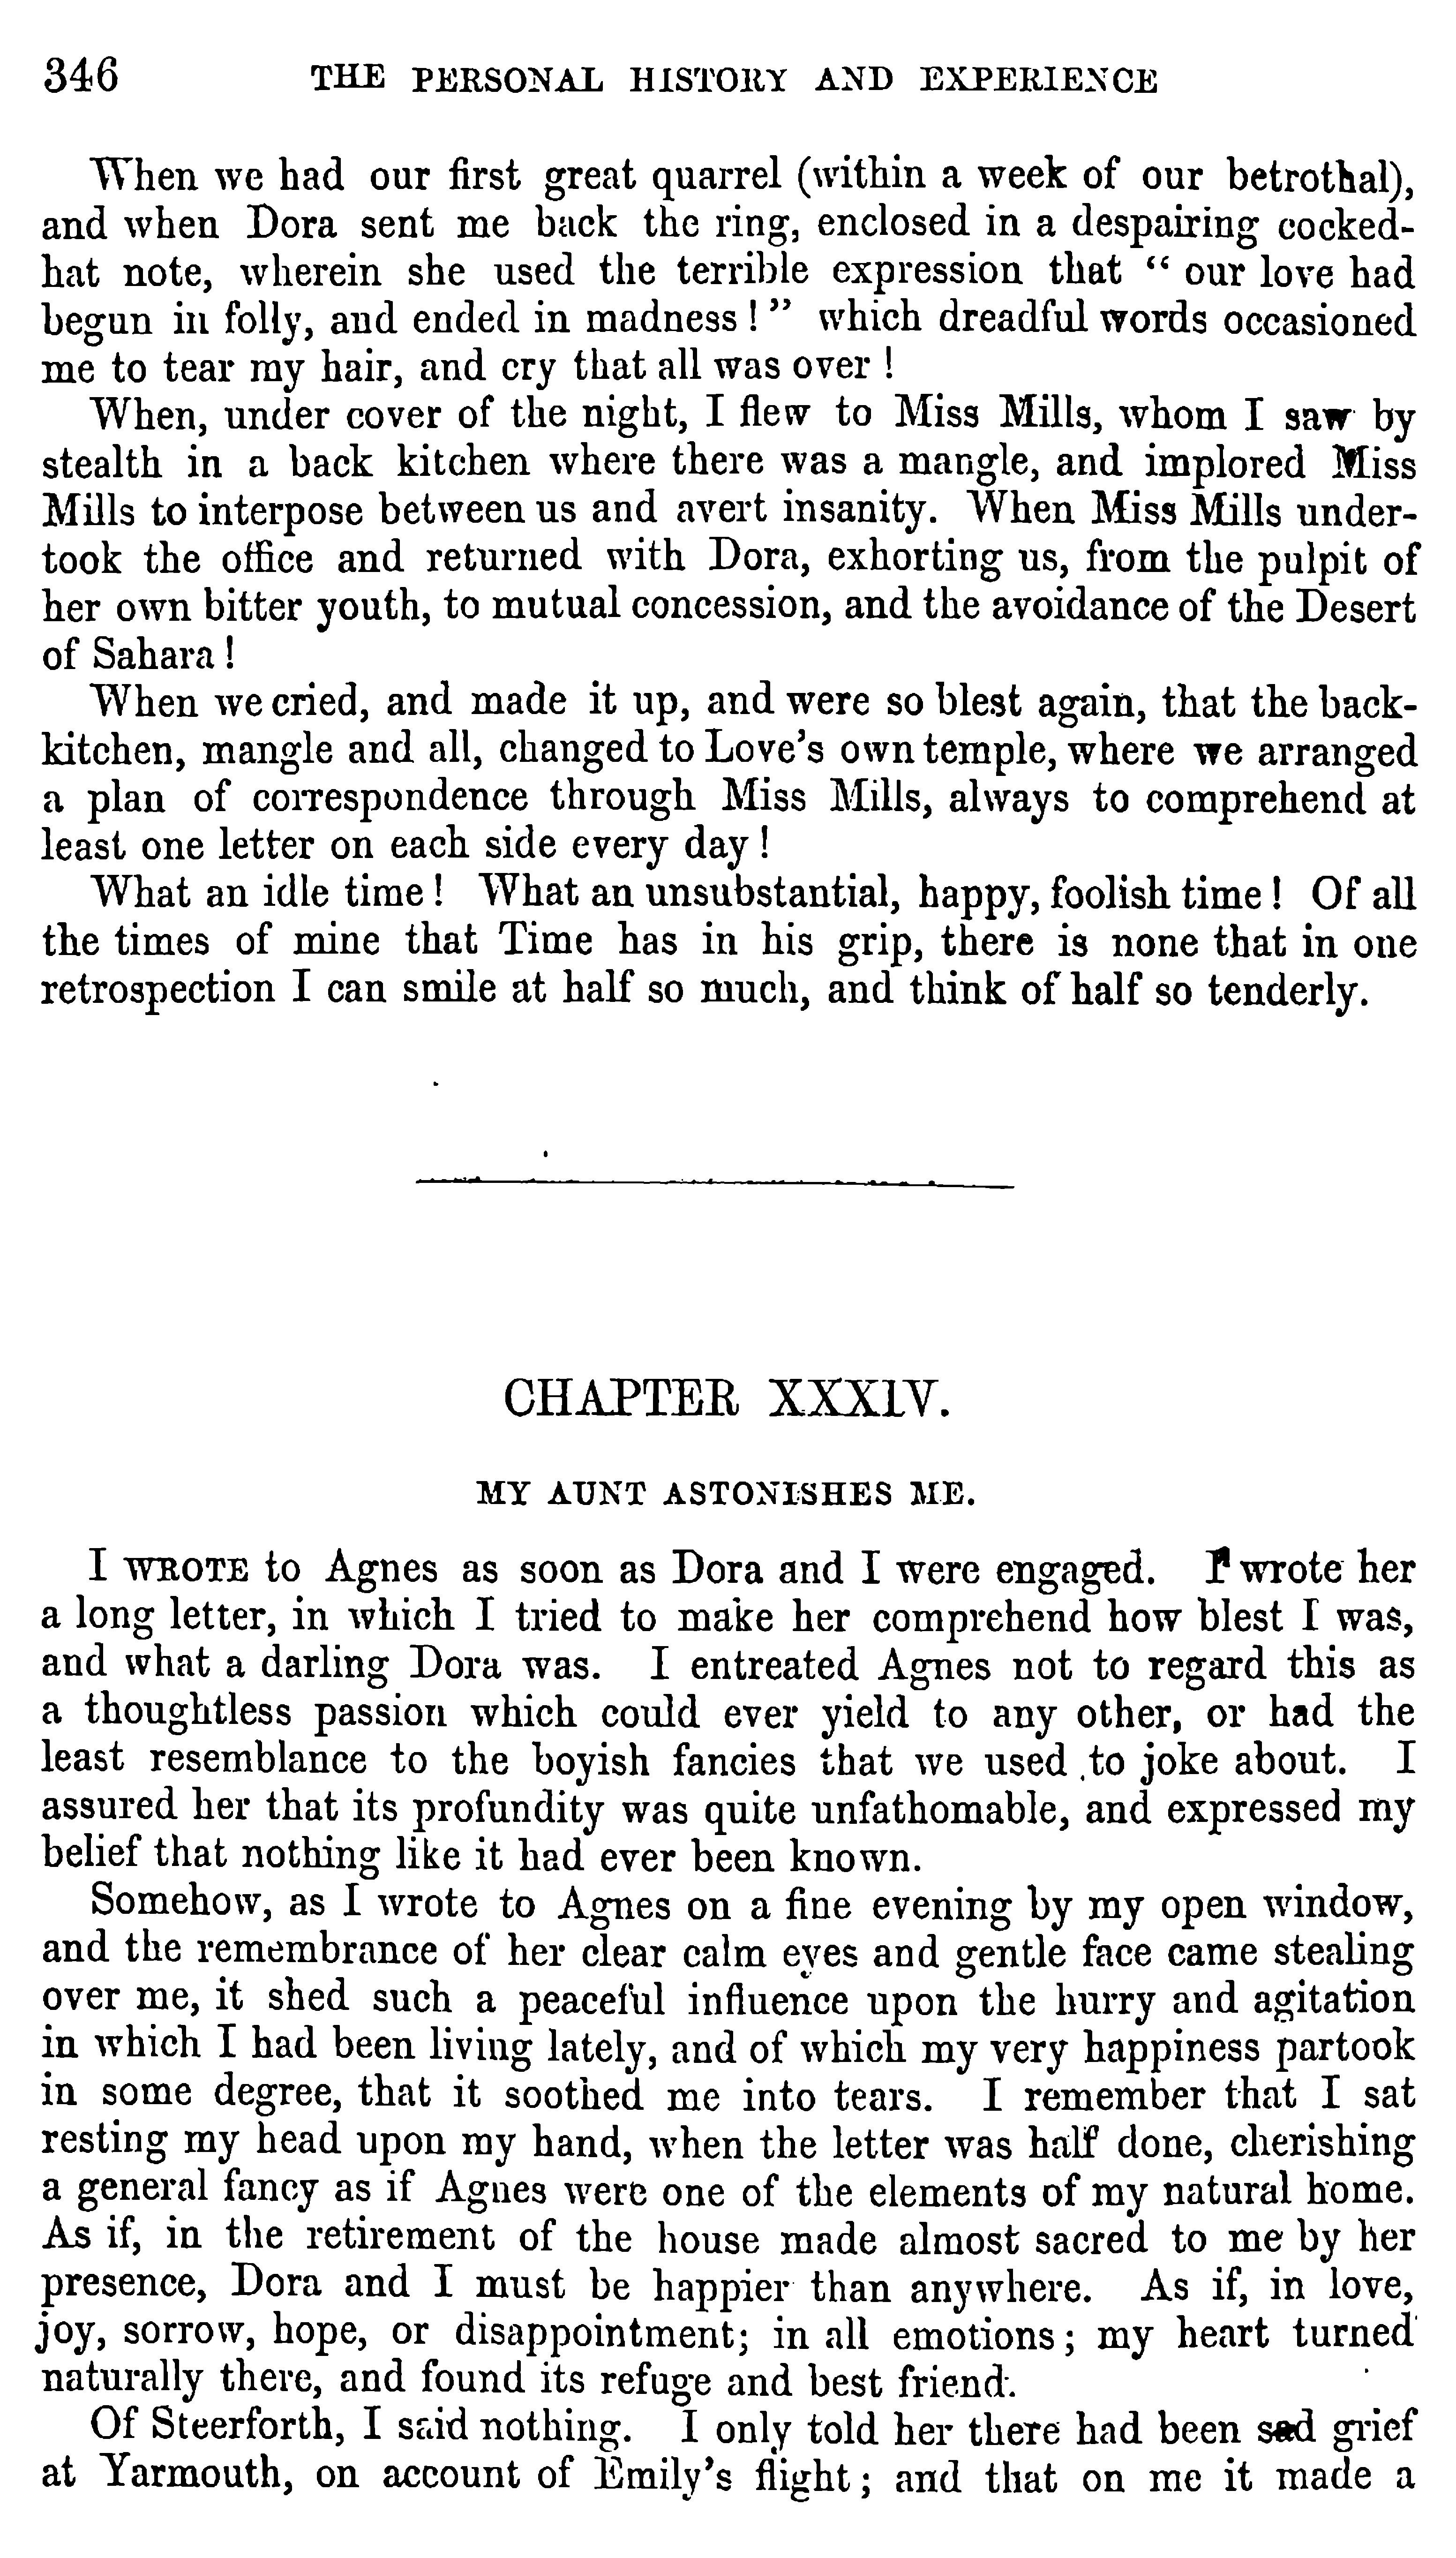 346 THE PERSONAL HISTORY AND EXPERIENCE
When we had our first great quarrel (within a week of our betrothal),
and when Dora sent me back the ring, enclosed in a despairing cocked-
hat note, wherein she used the terrible expression that " our love had
begun in folly, and ended in madness ! " which dreadful words occasioned
me to tear my hair, and cry that all was over !
When, under cover of the night, I flew to Miss Mills, whom I saw by
stealth in a back kitchen where there was a mangle, and implored Miss
Mills to interpose between us and avert insanity. When Miss Mills under-
took the office and returned with Dora, exhorting us, from the pulpit of
her own bitter youth, to mutual concession, and the avoidance of the Desert
of Sahara !
When we cried, and made it up, and were so blest again, that the back-
kitchen, mangle and all, changed to Love's own temple, where we arranged
a plan of correspondence through Miss Mills, always to comprehend at
least one letter on each side every day !
What an idle time ! What an unsubstantial, happy, foolish time ! Of all
the times of mine that Time has in his grip, there is none that in one
retrospection I can smile at half so much, and think of half so tenderly.
CHAPTER XXXIV.
MY AUNT ASTONISHES ME.
I WROTE to Agnes as soon as Dora and I were engaged. I wrote her
a long letter, in which I tried to make her comprehend how blest I was,
and what a darling Dora was. I entreated Agnes not to regard this as
a thoughtless passion which could ever yield to any other, or had the
least resemblance to the boyish fancies that we used to joke about. I
assured her that its profundity was quite unfathomable, and expressed my
belief that nothing like it had ever been known.
Somehow, as I wrote to Agnes on a fine evening by my open window,
and the remembrance of her clear calm eyes and gentle face came stealing
over me, it shed such a peaceful influence upon the hurry and agitation
in which I had been living lately, and of which my very happiness partook
in some degree, that it soothed me into tears. I remember that I sat
resting my head upon my hand, when the letter was half done, cherishing
a general fancy as if Agnes were one of the elements of my natural home.
As if, in the retirement of the house made almost sacred to me by her
presence, Dora and I must be happier than anywhere. As if, in love,
joy, sorrow, hope, or disappointment; in all emotions ; my heart turned
naturally there, and found its refuge and best friend.
Of Steerforth, I said nothing. I only told her there had been sad grief
at Yarmouth, on account of Emily's flight ; and that on me it made a